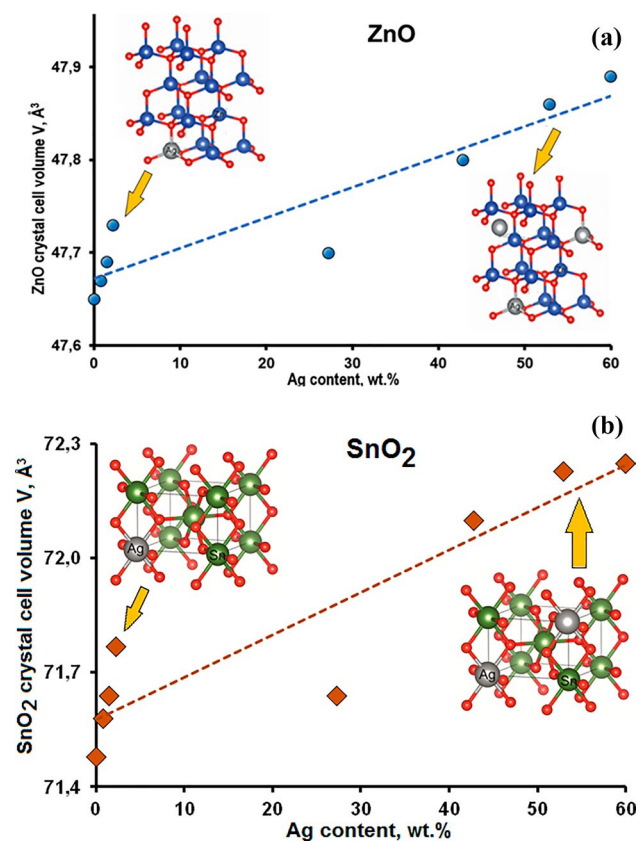 ZnO
(a)
47,9
47,8
47,7
47,6
ZnO crystal cell volume V, Å³
Ag
Ag
0
10
20
30
40
50
60
Ag content, wt.%
(b)
SnO₂
72,3
72,0
71,7
71,4
SnO₂ crystal cell volume V, Å³
Ag
Sn
Ag
Sn
0
10
20
30
40
50
60
Ag content, wt.%